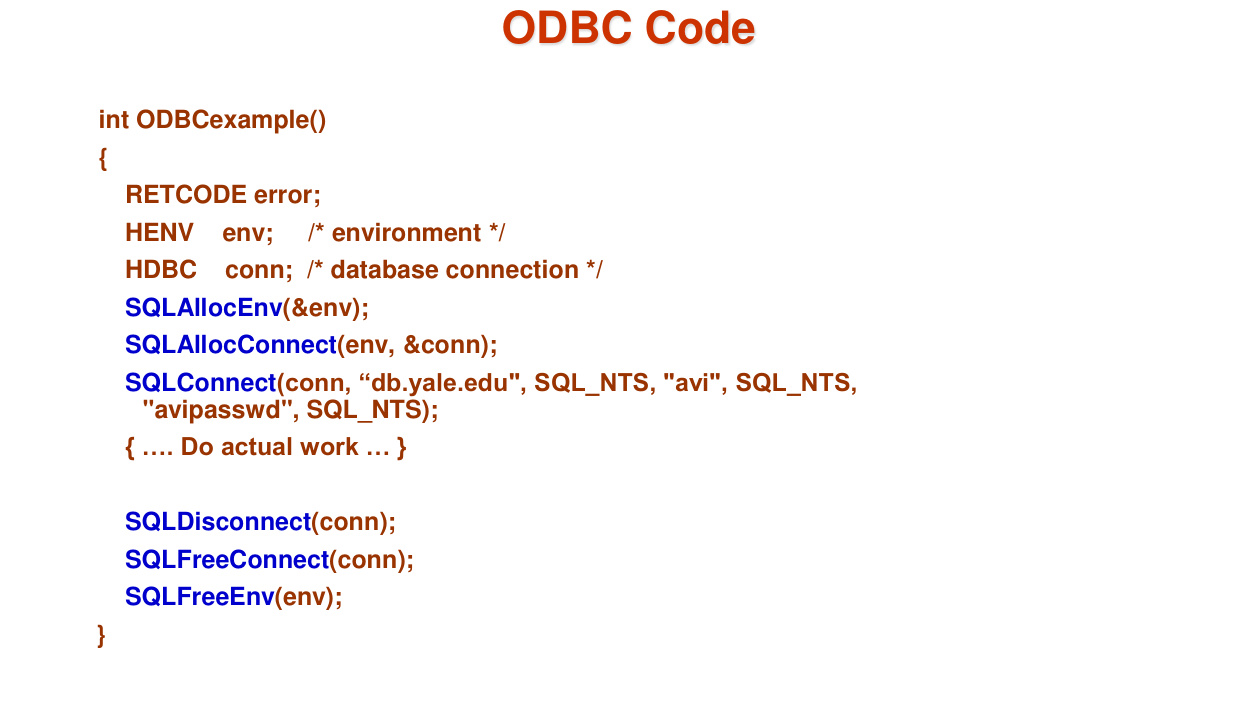 ODBC Code
int ODBCexample()
{
RETCODE error;
HENV env; /* environment */
HDBC conn; /* database connection */
SQLAllocEnv(&env);
SQLAllocConnect(env, &conn);
SQLConnect(conn, “db.yale.edu", SQL_NTS, "avi", SQL_NTS,
"avipasswd", SQL_NTS);
{ …. Do actual work … }
SQLDisconnect(conn);
SQLFreeConnect(conn);
SQLFreeEnv(env);
}